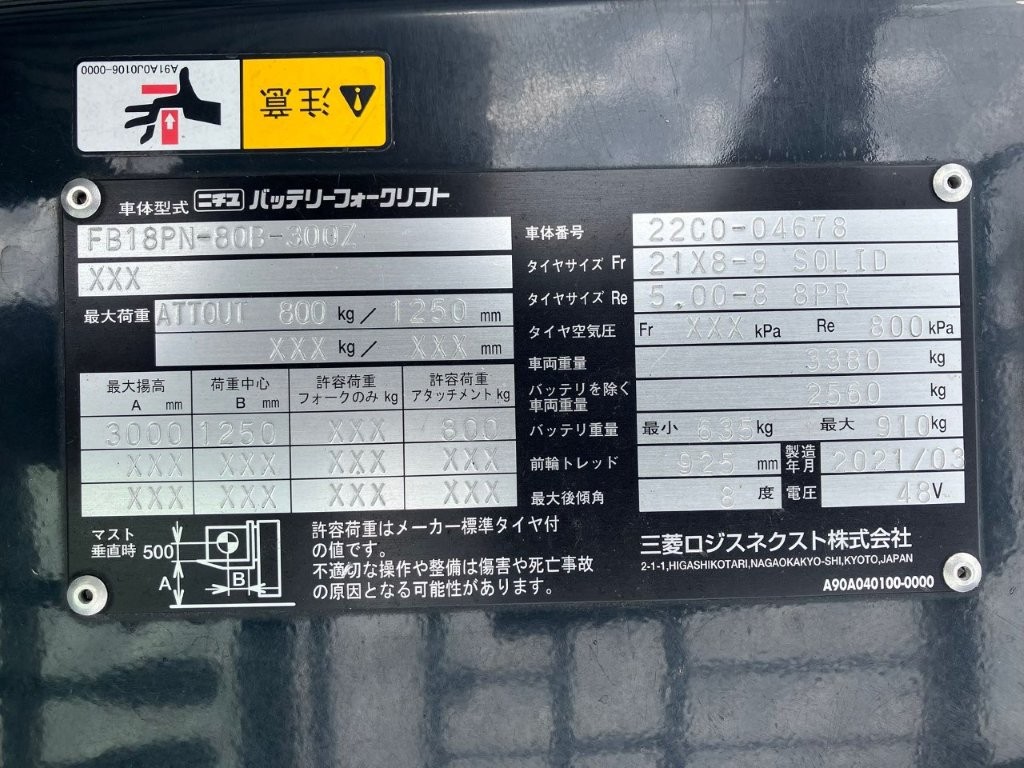 A91A0J0106-0000
注意
車体型式 ニチユ バッテリーフォークリフト
FB18PN-80B-300Z
XXX
最大荷重 ATTOUT 800 kg／ 1250 mm
XXX kg／ XXX mm
最大揚高 A mm 荷重中心 B mm 許容荷重 フォークのみ kg 許容荷重 アタッチメント kg
3000 1250 XXX 800
XXX XXX XXX XXX
XXX XXX XXX XXX
車体番号 22C0-04678
タイヤサイズ Fr 21X8-9 SOLID
タイヤサイズ Re 5.00-8 8PR
タイヤ空気圧 Fr XXX kPa Re 800 kPa
車両重量 3380 kg
バッテリを除く車両重量 2560 kg
バッテリ重量 最小 635 kg 最大 910 kg
前輪トレッド 925 mm 製造年月 2021/03
最大後傾角 8 度 電圧 48 V
マスト垂直時
500
A
B
許容荷重はメーカー標準タイヤ付
の値です。
不適切な操作や整備は傷害や死亡事故
の原因となる可能性があります。
三菱ロジスネクスト株式会社
2-1-1,HIGASHIKOTARI,NAGAOKAKYO-SHI,KYOTO,JAPAN
A90A040100-0000